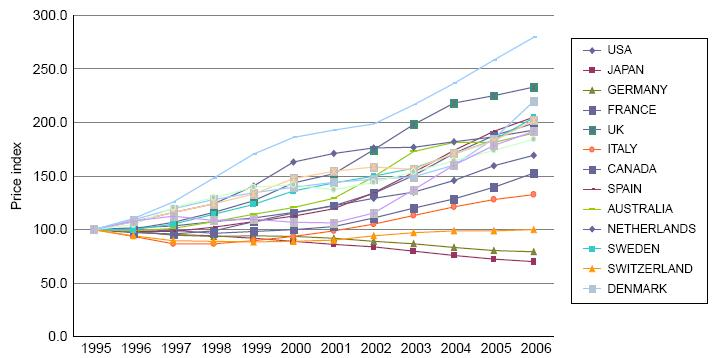 300.0
250.0
200.0
150.0
100.0
50.0
0.0
Price index
1995 1996 1997 1998 1999 2000 2001 2002 2003 2004 2005 2006
USA
JAPAN
GERMANY
FRANCE
UK
ITALY
CANADA
SPAIN
AUSTRALIA
NETHERLANDS
SWEDEN
SWITZERLAND
DENMARK